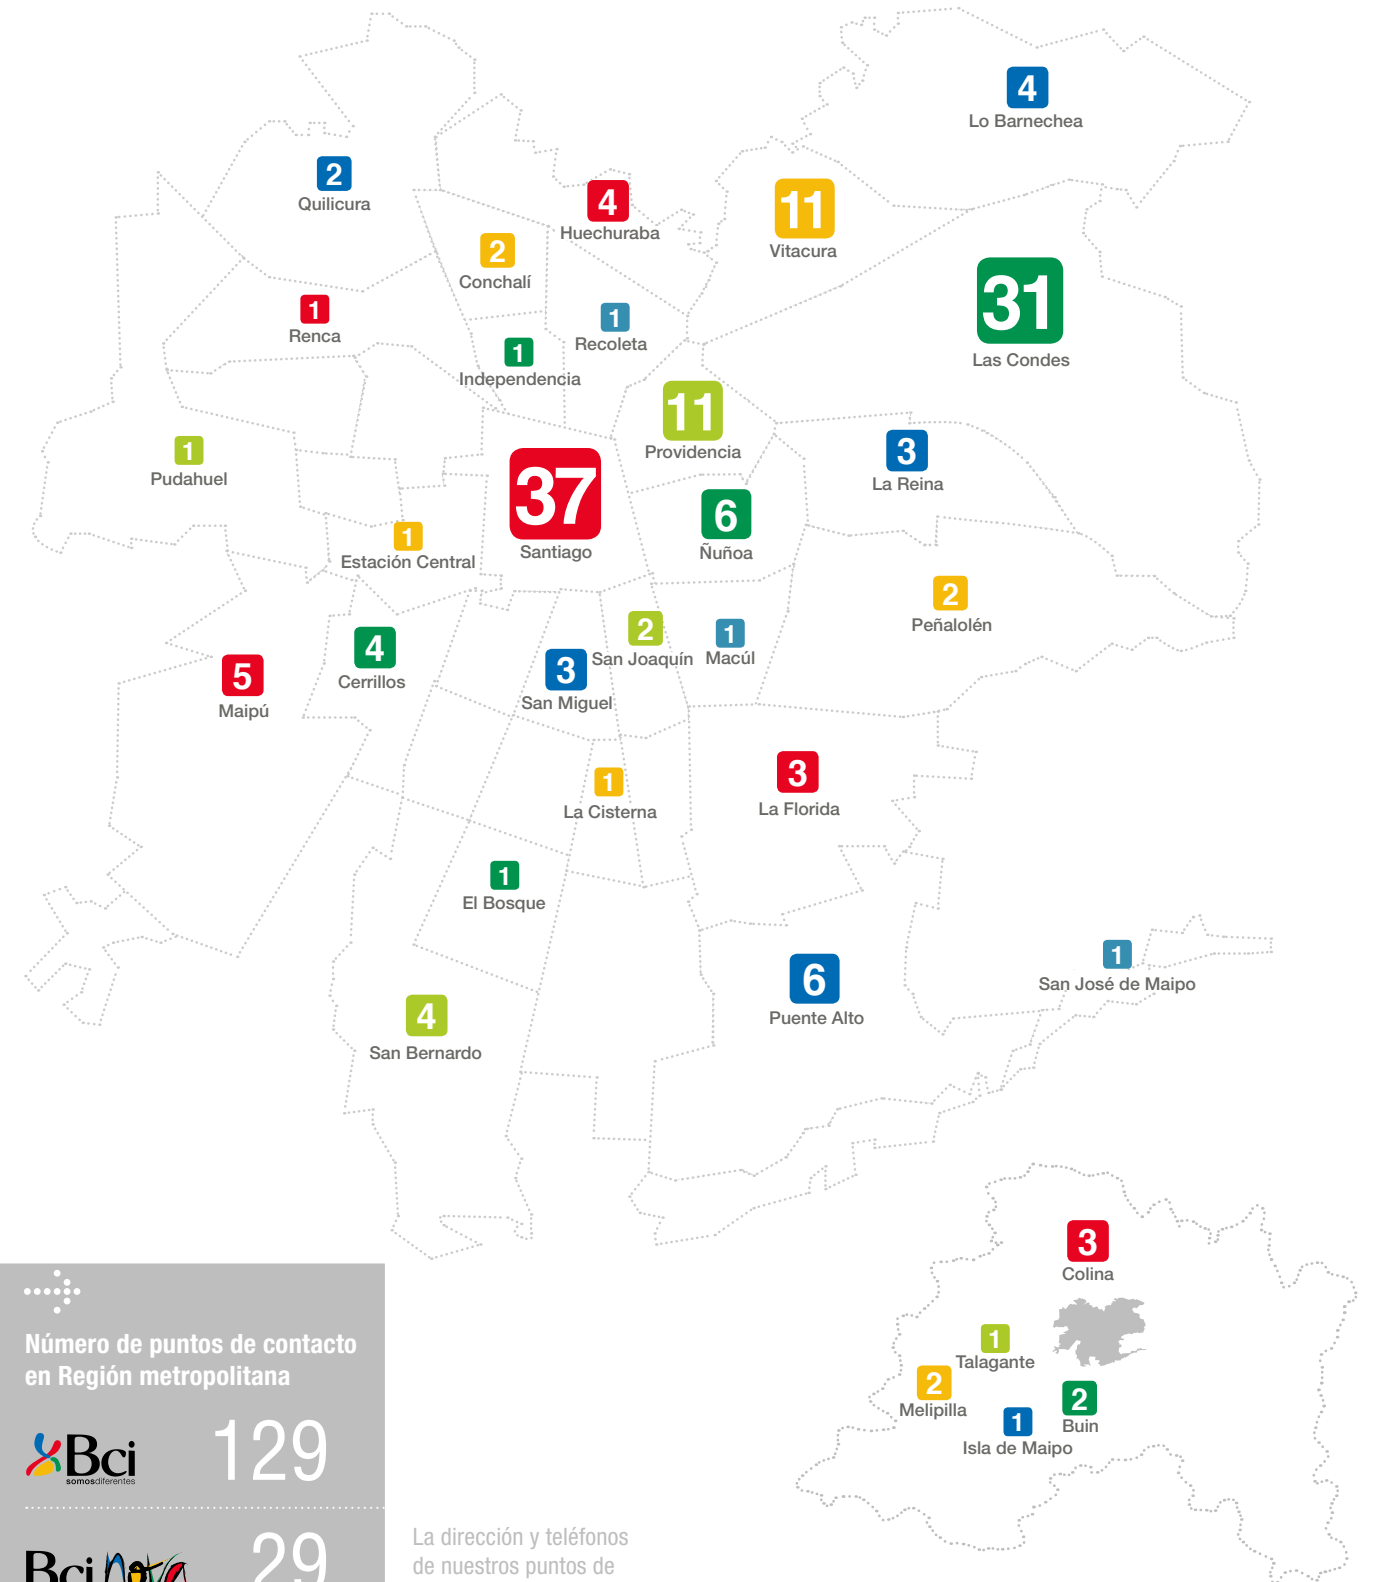 4
Lo Barnechea
2
Quilicura
4
Huechuraba
11
Vitacura
2
Conchalí
31
Las Condes
1
Renca
1
Recoleta
1
Independencia
11
Providencia
3
La Reina
1
Pudahuel
37
Santiago
6
Ñuñoa
1
Estación Central
2
Peñalolén
2
San Joaquín
1
Macúl
4
Cerrillos
3
San Miguel
5
Maipú
3
La Florida
1
La Cisterna
1
El Bosque
6
Puente Alto
1
San José de Maipo
4
San Bernardo
3
Colina
1
Talagante
2
Melipilla
2
Buin
1
Isla de Maipo
Número de puntos de contacto
en Región metropolitana
Bci
somosdiferentes
129
Bci nova
29
La dirección y teléfonos
de nuestros puntos de